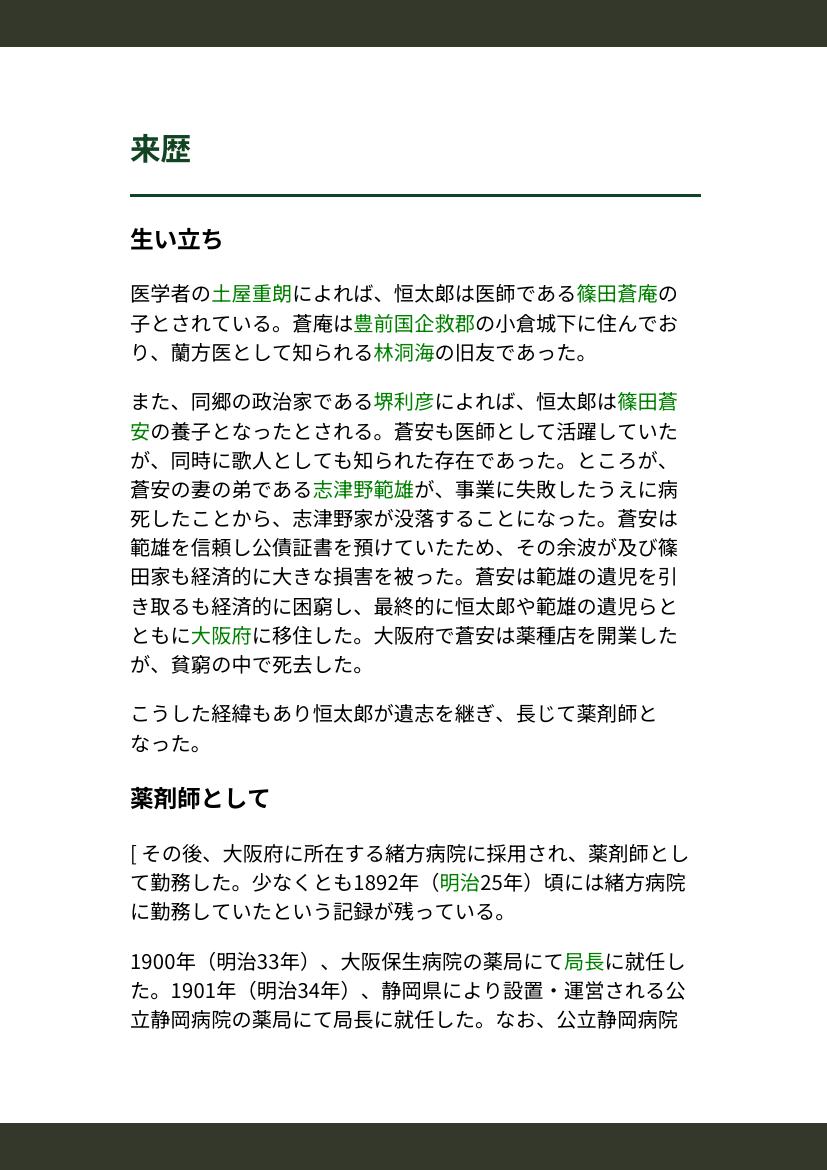 来歴
生い立ち
医学者の土屋重朗によれば、恒太郎は医師である篠田蒼庵の
子とされている。蒼庵は豊前国企救郡の小倉城下に住んでお
り、蘭方医として知られる林洞海の旧友であった。
また、同郷の政治家である堺利彦によれば、恒太郎は篠田蒼
安の養子となったとされる。蒼安も医師として活躍していた
が、同時に歌人としても知られた存在であった。ところが、
蒼安の妻の弟である志津野範雄が、事業に失敗したうえに病
死したことから、志津野家が没落することになった。蒼安は
範雄を信頼し公債証書を預けていたため、その余波が及び篠
田家も経済的に大きな損害を被った。蒼安は範雄の遺児を引
き取るも経済的に困窮し、最終的に恒太郎や範雄の遺児らと
ともに大阪府に移住した。大阪府で蒼安は薬種店を開業した
が、貧窮の中で死去した。
こうした経緯もあり恒太郎が遺志を継ぎ、長じて薬剤師と
なった。
薬剤師として
[ その後、大阪府に所在する緒方病院に採用され、薬剤師とし
て勤務した。少なくとも1892年（明治25年）頃には緒方病院
に勤務していたという記録が残っている。
1900年（明治33年）、大阪保生病院の薬局にて局長に就任し
た。1901年（明治34年）、静岡県により設置・運営される公
立静岡病院の薬局にて局長に就任した。なお、公立静岡病院